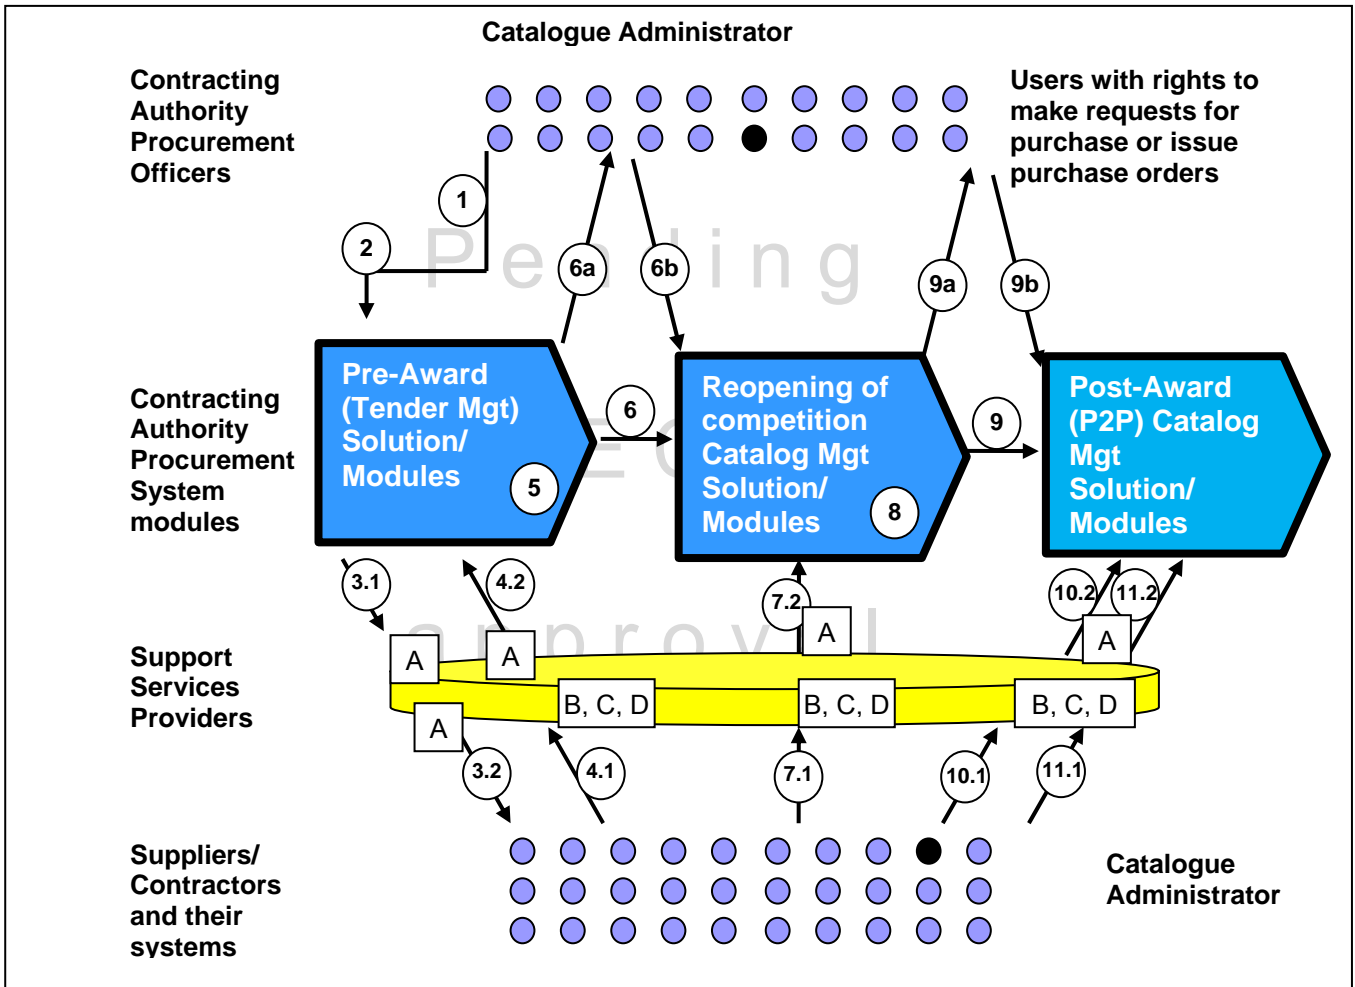 Catalogue Administrator
Contracting
Authority
Procurement
Officers
Users with rights to
make requests for
purchase or issue
purchase orders
1
2
6a
6b
9a
9b
Pending
Contracting
Authority
Procurement
System
modules
Pre-Award
(Tender Mgt)
Solution/
Modules
5
6
Reopening of
competition
Catalog Mgt
Solution/
Modules
8
9
Post-Award
(P2P) Catalog
Mgt
Solution/
Modules
3.1
4.2
7.2
10.2
11.2
approval
Support
Services
Providers
A
A
A
A
B, C, D
B, C, D
B, C, D
A
3.2
4.1
7.1
10.1
11.1
Suppliers/
Contractors
and their
systems
Catalogue
Administrator